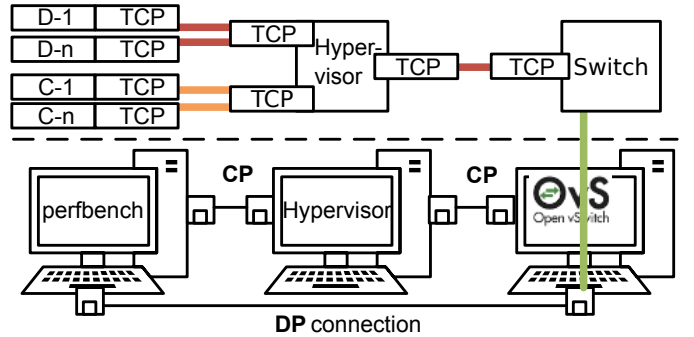 D-1 TCP
D-n TCP
C-1 TCP
C-n TCP
TCP
TCP
Hyper-
visor
TCP
TCP
Switch
CP
CP
perfbench
Hypervisor
OvS
Open vSwitch
DP connection